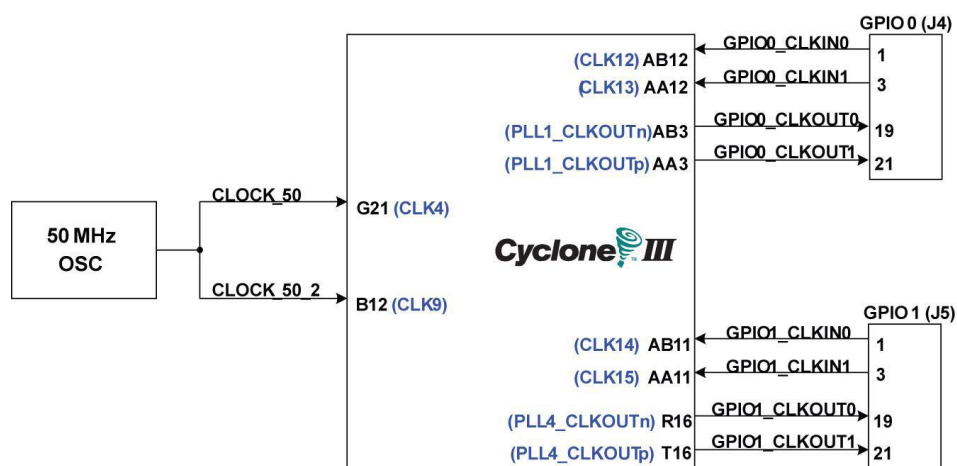 GPIO 0 (J4)
(CLK12) AB12 GPIO0_CLKIN0 1
(CLK13) AA12 GPIO0_CLKIN1 3
(PLL1_CLKOUTn) AB3 GPIO0_CLKOUT0 19
(PLL1_CLKOUTp) AA3 GPIO0_CLKOUT1 21
CLOCK_50 G21 (CLK4)
50 MHz
OSC
Cyclone III
CLOCK_50_2 B12 (CLK9)
GPIO 1 (J5)
(CLK14) AB11 GPIO1_CLKIN0 1
(CLK15) AA11 GPIO1_CLKIN1 3
(PLL4_CLKOUTn) R16 GPIO1_CLKOUT0 19
(PLL4_CLKOUTp) T16 GPIO1_CLKOUT1 21